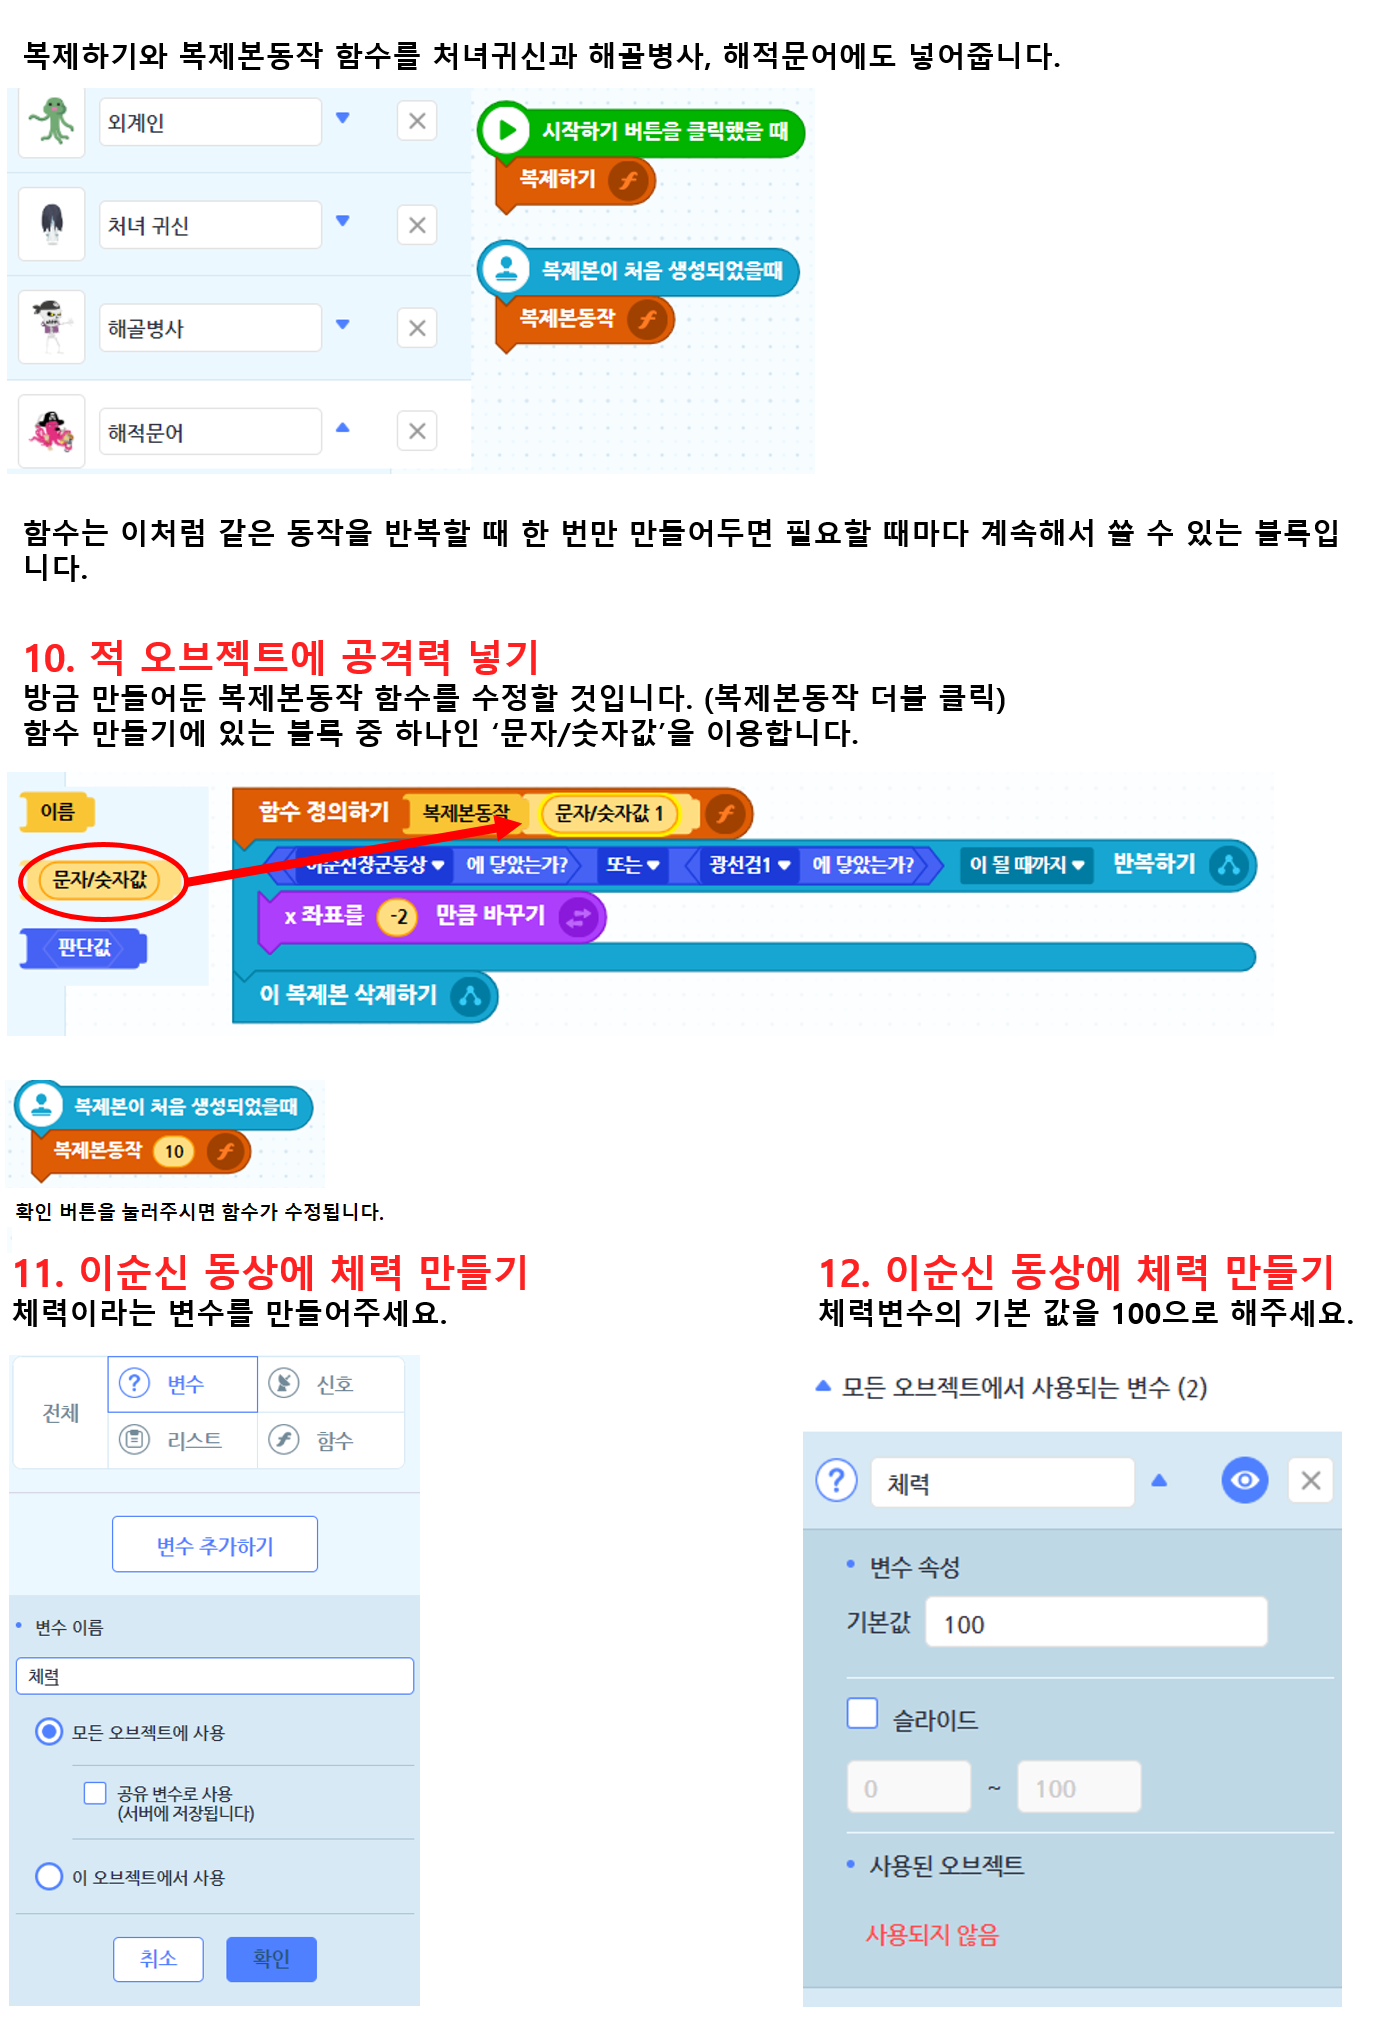 복제하기와 복제본동작 함수를 처녀귀신과 해골병사, 해적문어에도 넣어줍니다.
외계인
처녀 귀신
해골병사
해적문어
시작하기 버튼을 클릭했을 때
복제하기
복제본이 처음 생성되었을때
복제본동작
함수는 이처럼 같은 동작을 반복할 때 한 번만 만들어두면 필요할 때마다 계속해서 쓸 수 있는 블록입
니다.
10. 적 오브젝트에 공격력 넣기
방금 만들어둔 복제본동작 함수를 수정할 것입니다. (복제본동작 더블 클릭)
함수 만들기에 있는 블록 중 하나인 ‘문자/숫자값’을 이용합니다.
이름
문자/숫자값
판단값
함수 정의하기 복제본동작 문자/숫자값 1
이순신장군동상 에 닿았는가? 또는 광선검1 에 닿았는가? 이 될 때까지 반복하기
x 좌표를 -2 만큼 바꾸기
이 복제본 삭제하기
복제본이 처음 생성되었을때
복제본동작 10
확인 버튼을 눌러주시면 함수가 수정됩니다.
11. 이순신 동상에 체력 만들기
체력이라는 변수를 만들어주세요.
전체
? 변수
신호
리스트
함수
변수 추가하기
• 변수 이름
체력
모든 오브젝트에 사용
공유 변수로 사용
(서버에 저장됩니다)
이 오브젝트에서 사용
취소
확인
12. 이순신 동상에 체력 만들기
체력변수의 기본 값을 100으로 해주세요.
모든 오브젝트에서 사용되는 변수 (2)
? 체력
• 변수 속성
기본값 100
슬라이드
0 ~ 100
• 사용된 오브젝트
사용되지 않음